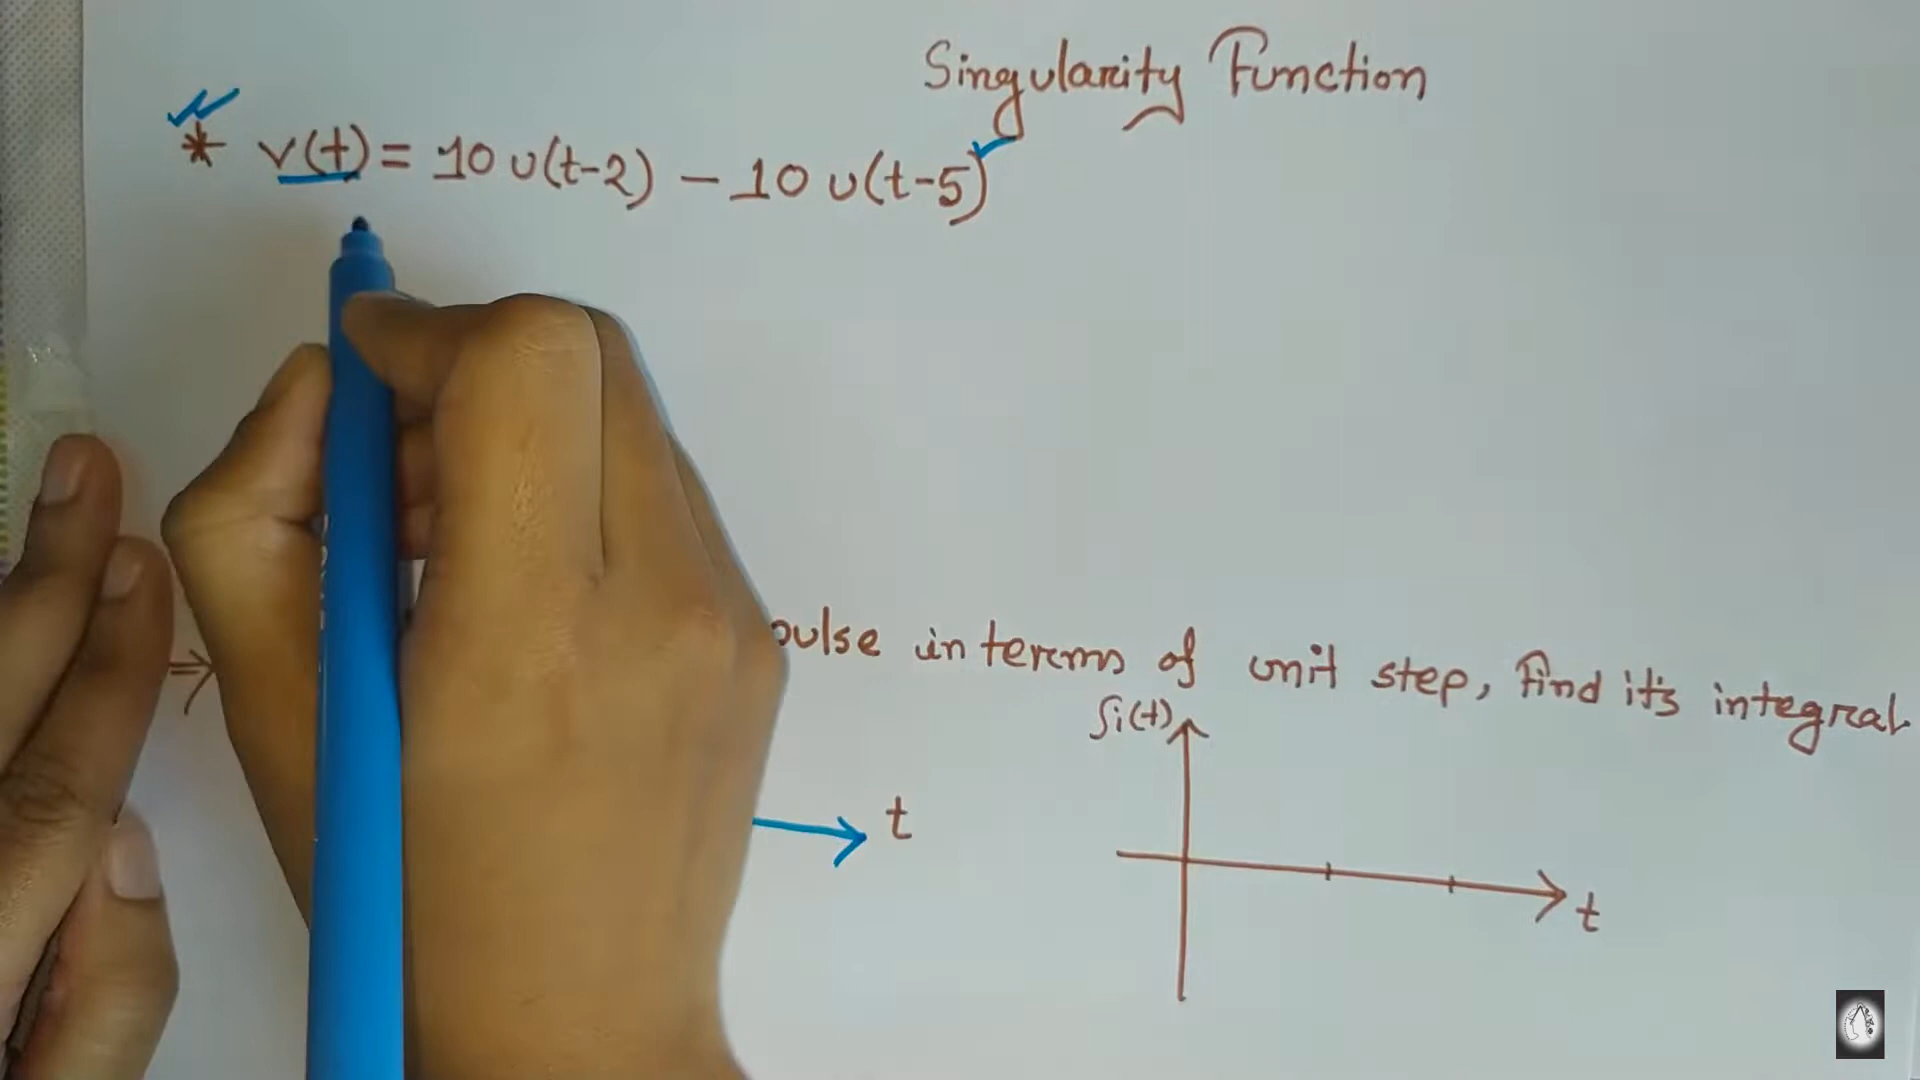 Singularity Function
* v(t) = 10 u(t-2) - 10 u(t-5)
pulse in terms of unit step, Find it's integral
∫i(t)
t
t